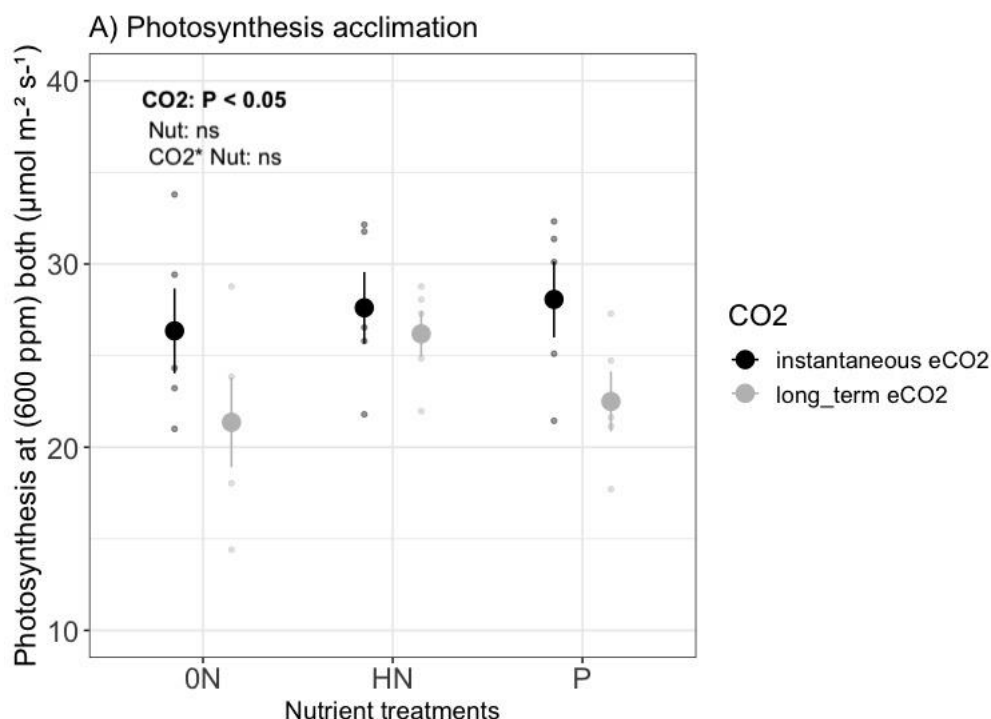 A) Photosynthesis acclimation
Photosynthesis at (600 ppm) both (μmol m-² s-¹)
40
30
20
10
CO2: P < 0.05
Nut: ns
CO2* Nut: ns
0N HN P
Nutrient treatments
CO2
instantaneous eCO2
long_term eCO2